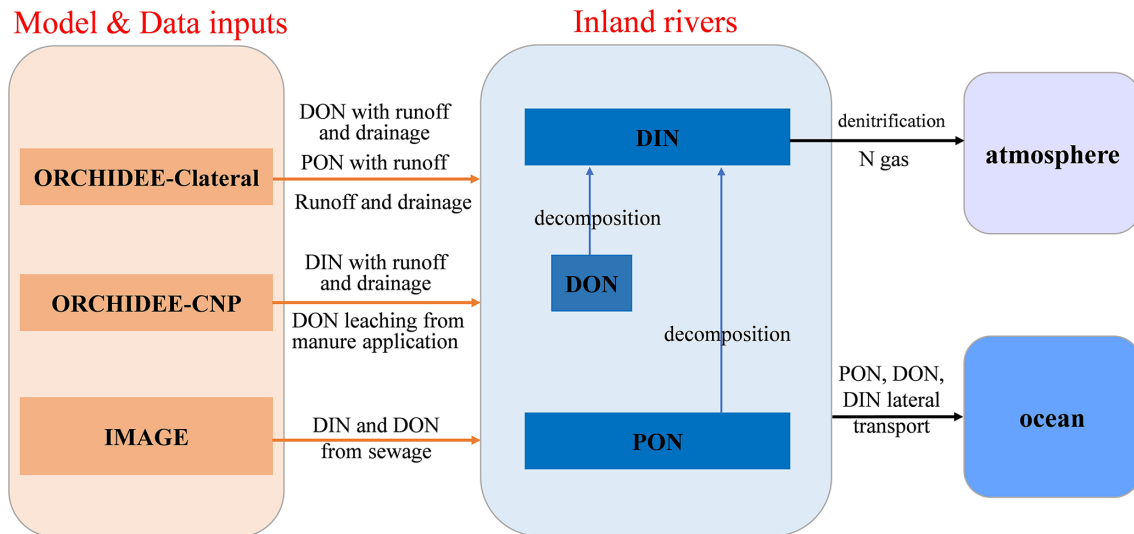 Model & Data inputs
Inland rivers
ORCHIDEE-Clateral
DON with runoff
and drainage
PON with runoff
Runoff and drainage
ORCHIDEE-CNP
DIN with runoff
and drainage
DON leaching from
manure application
IMAGE
DIN and DON
from sewage
DIN
decomposition
DON
decomposition
PON
denitrification
N gas
atmosphere
PON, DON,
DIN lateral
transport
ocean